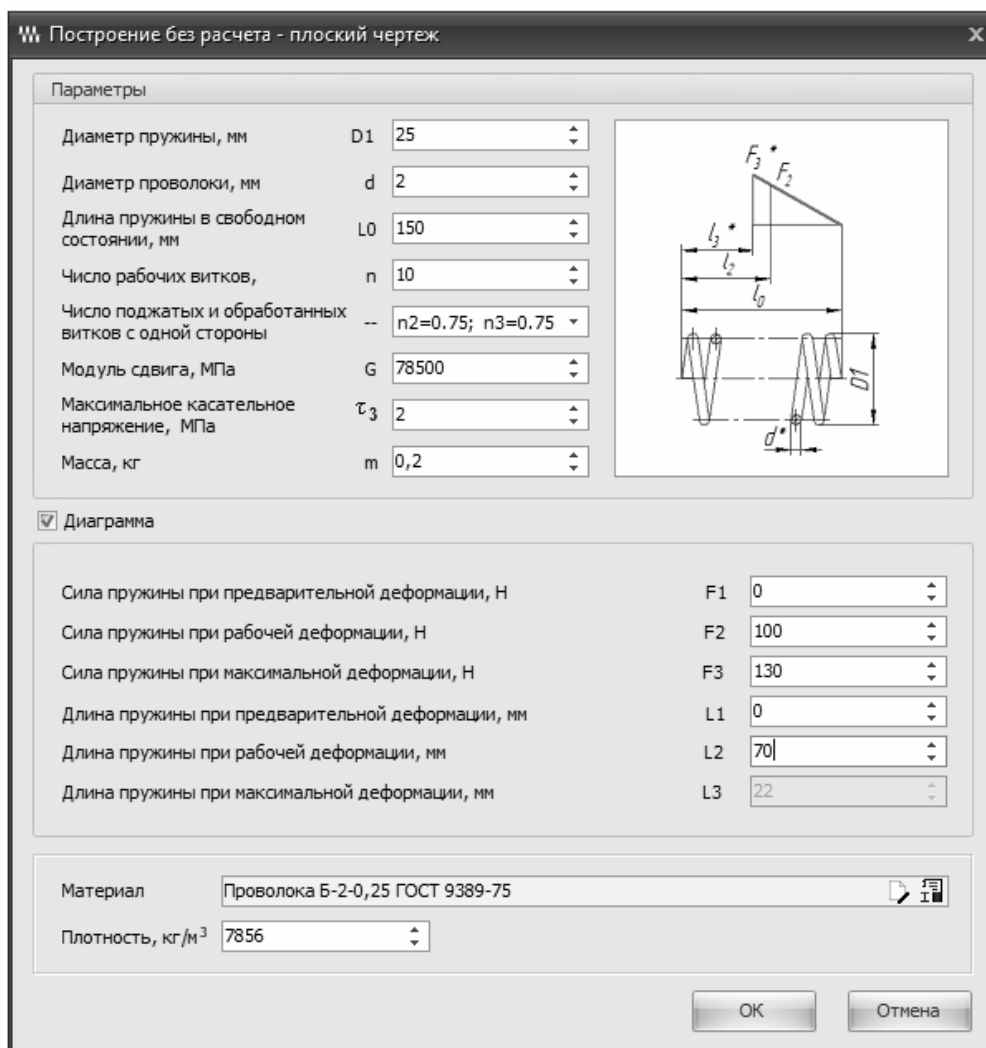 Построение без расчета - плоский чертеж x
Параметры
Диаметр пружины, мм D1 25
Диаметр проволоки, мм d 2
Длина пружины в свободном
состоянии, мм L0 150
Число рабочих витков, n 10
Число поджатых и обработанных
витков с одной стороны -- n2=0.75; n3=0.75
Модуль сдвига, МПа G 78500
Максимальное касательное
напряжение, МПа τ3 2
Масса, кг m 0,2
F3 *
F2
l3 *
l2
l0
D1
d*
Диаграмма
Сила пружины при предварительной деформации, Н F1 0
Сила пружины при рабочей деформации, Н F2 100
Сила пружины при максимальной деформации, Н F3 130
Длина пружины при предварительной деформации, мм L1 0
Длина пружины при рабочей деформации, мм L2 70
Длина пружины при максимальной деформации, мм L3 22
Материал Проволока Б-2-0,25 ГОСТ 9389-75
Плотность, кг/м3 7856
OK Отмена